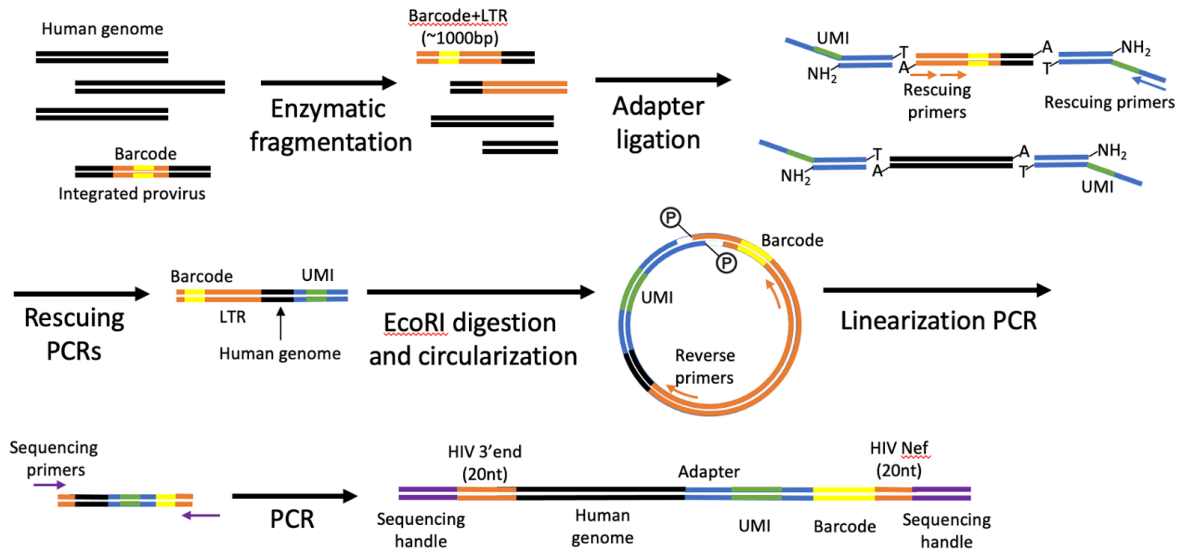 Human genome
Barcode
Integrated provirus
Enzymatic
fragmentation
Barcode+LTR
(~1000bp)
Adapter
ligation
UMI
NH2
T
A
Rescuing
primers
A
T
NH2
Rescuing primers
NH2
T
A
A
T
NH2
UMI
Rescuing
PCRs
Barcode
UMI
LTR
Human genome
EcoRI digestion
and circularization
P
P
Barcode
UMI
Reverse
primers
Linearization PCR
Sequencing
primers
PCR
HIV 3'end
(20nt)
Adapter
HIV Nef
(20nt)
Sequencing
handle
Human
genome
UMI
Barcode
Sequencing
handle